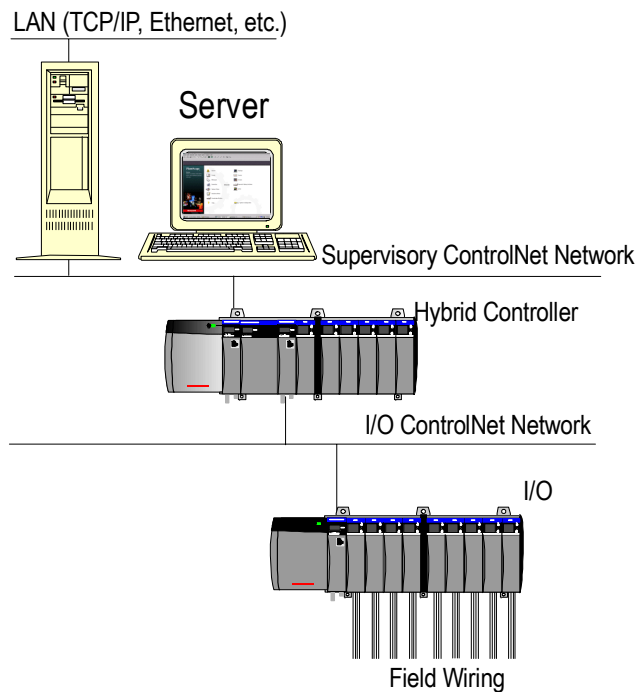 LAN (TCP/IP, Ethernet, etc.)
Server
Supervisory ControlNet Network
Hybrid Controller
I/O ControlNet Network
I/O
Field Wiring